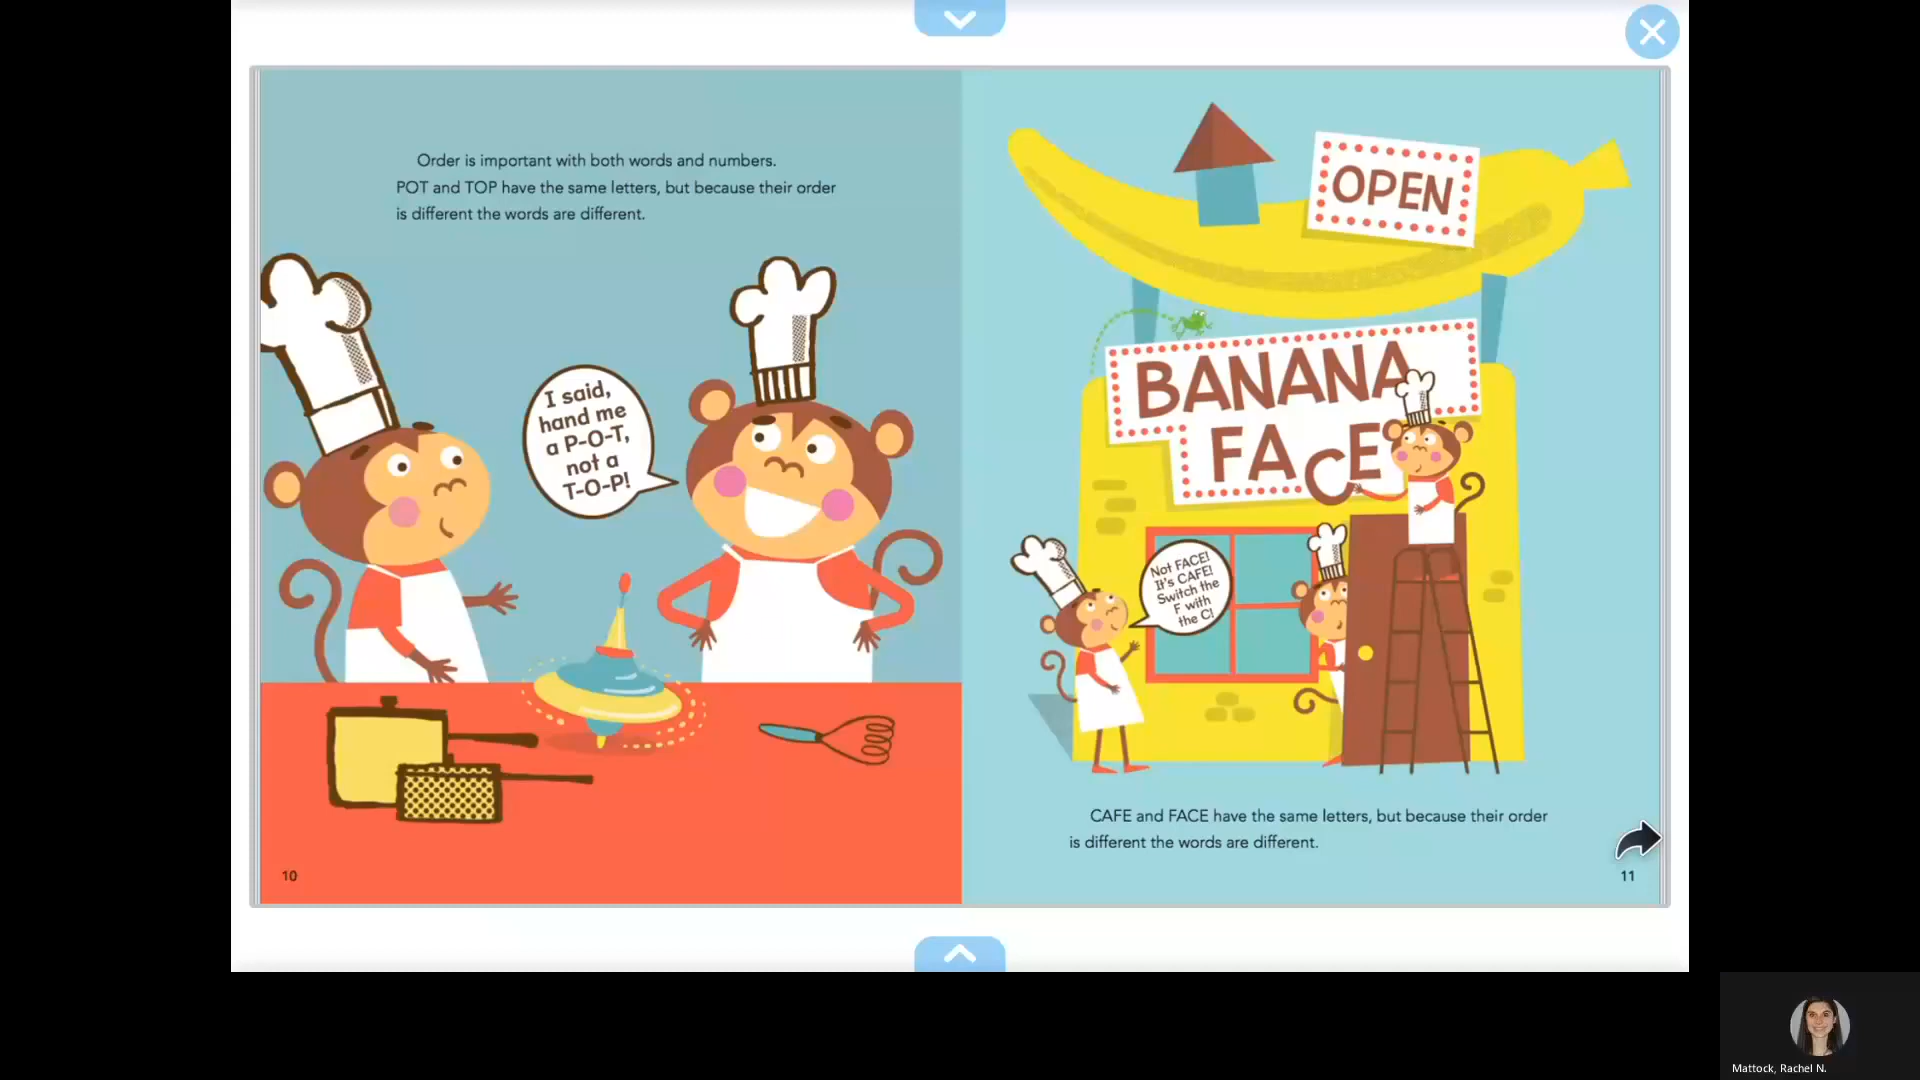 Order is important with both words and numbers.
POT and TOP have the same letters, but because their order
is different the words are different.
I said,
hand me
a P-O-T,
not a
T-O-P!
10
OPEN
BANANA
FACE
Not FACE!
It's CAFE!
Switch the
F with
the C!
CAFE and FACE have the same letters, but because their order
is different the words are different.
11
Mattock, Rachel N.